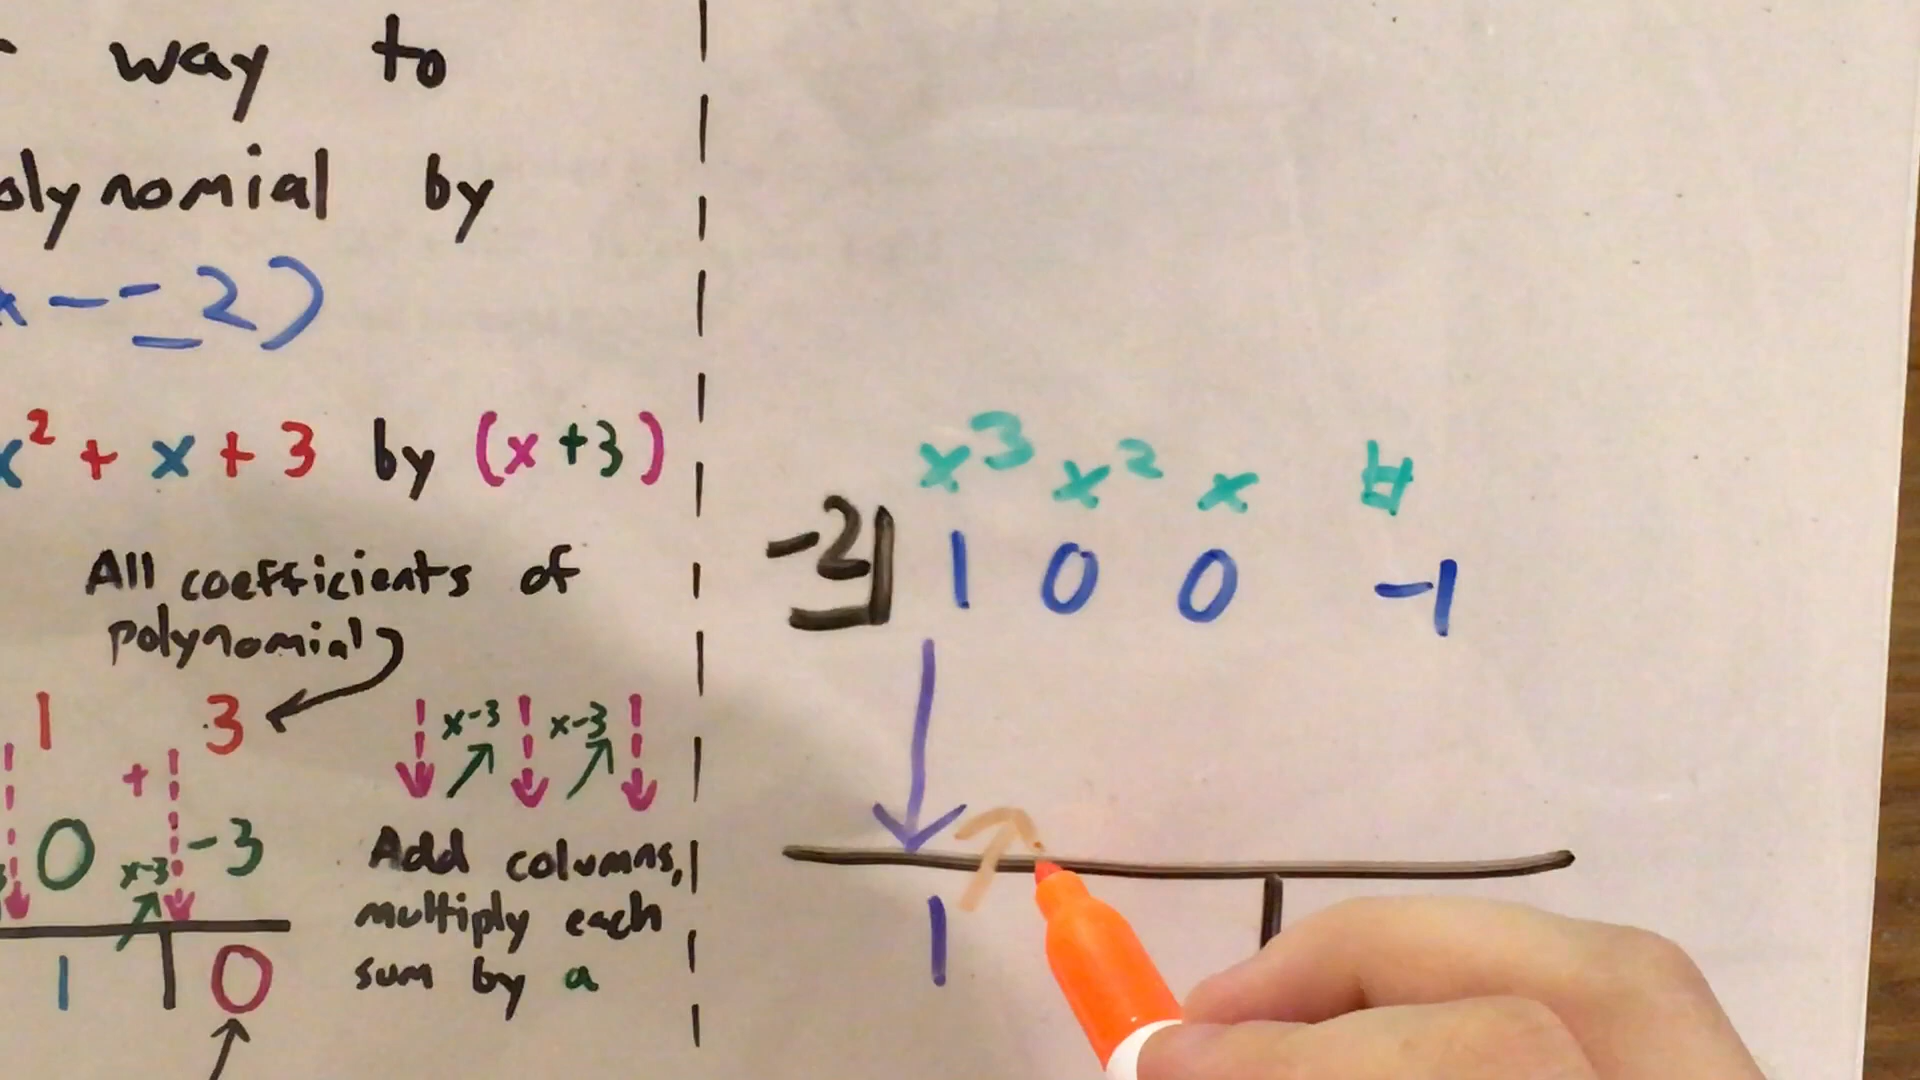 way to
olynomial by
x - -2)
x² + x + 3 by (x+3)
All coefficients of
polynomial
1 3
x-3 x-3
+
0 x-3 -3
1 0
Add columns,
multiply each
sum by a
x³ x² x #
-2 1 0 0 -1
1